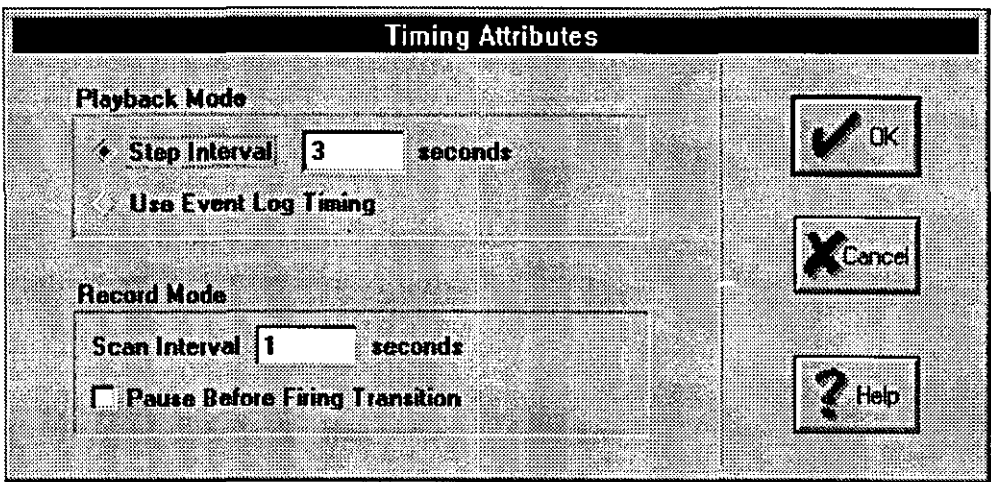 Timing Attributes
Playback Mode
Step Interval 3 seconds
Use Event Log Timing
Record Mode
Scan Interval 1 seconds
Pause Before Firing Transition
OK
Cancel
Help